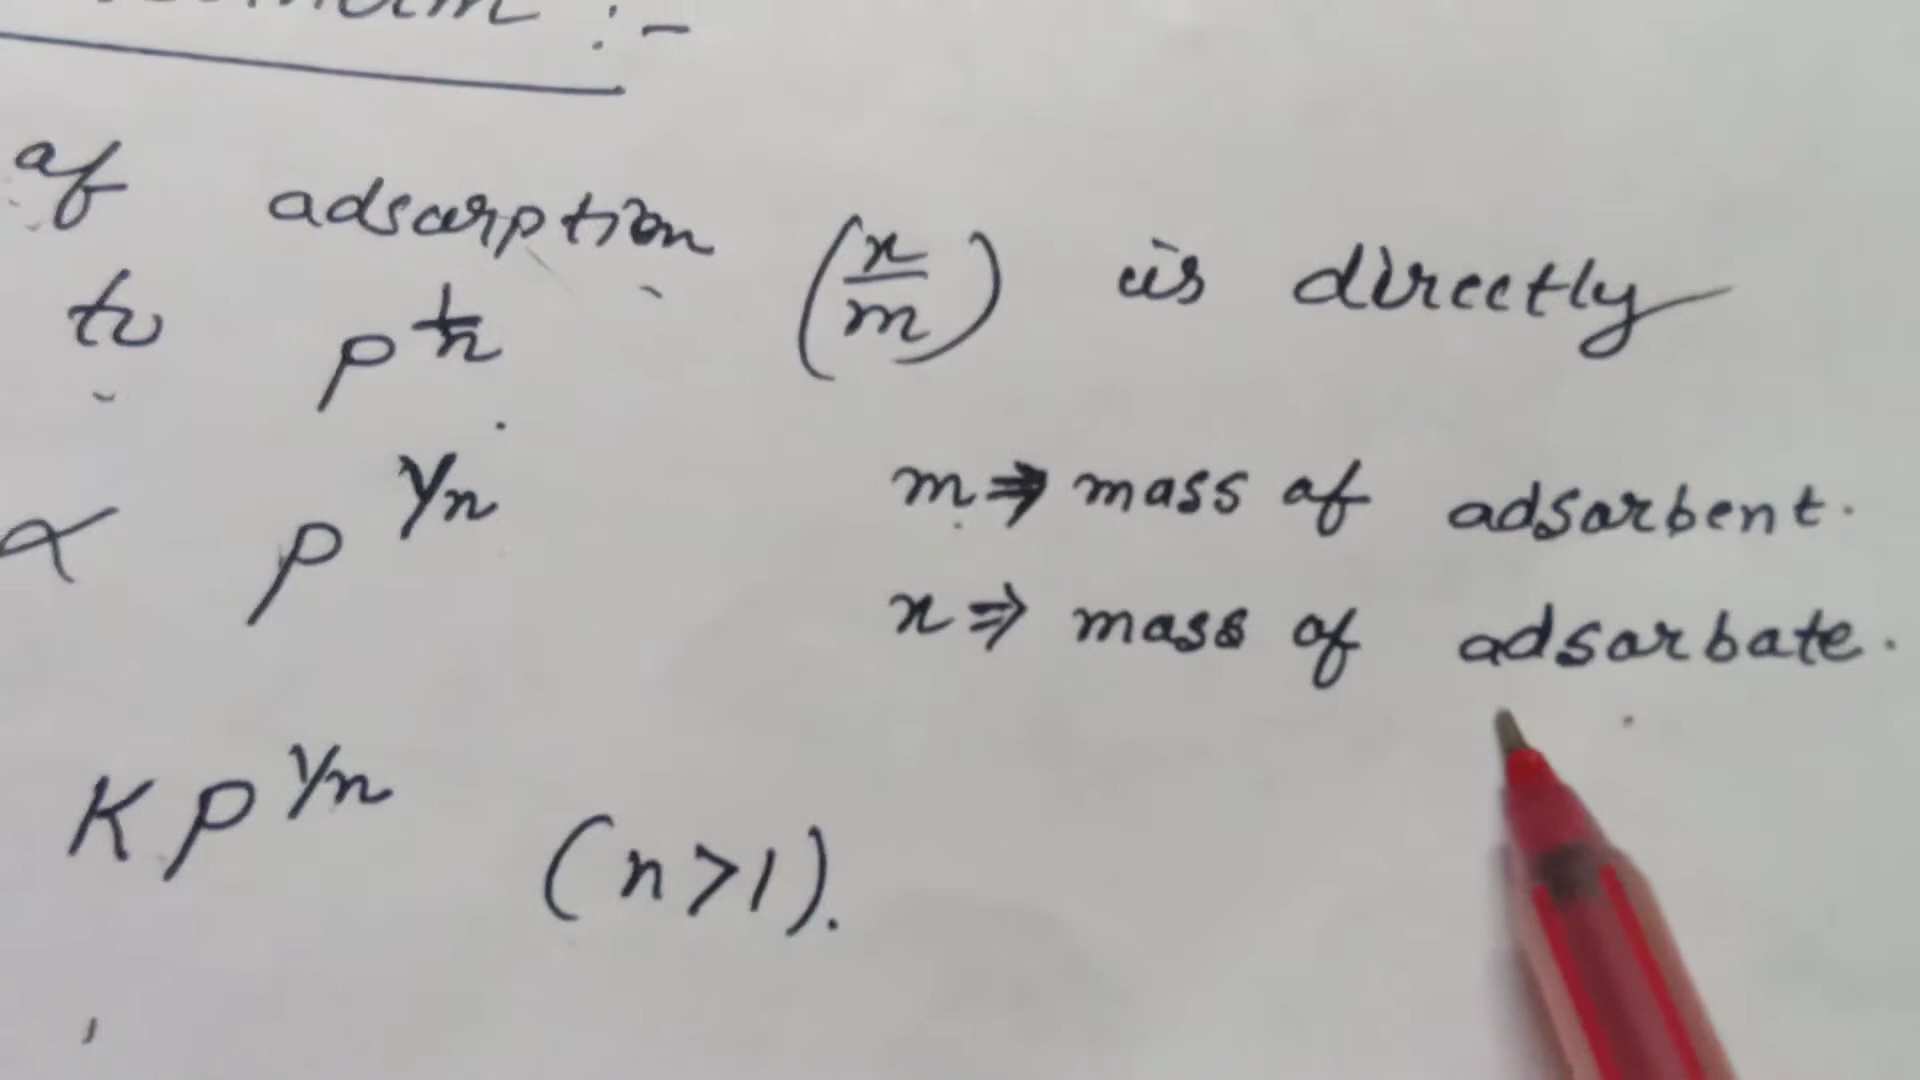 :-
of adsorption (x/m) is directly
to P^1/n
∝ P^1/n
m ⇒ mass of adsorbent.
x ⇒ mass of adsorbate.
K P^1/n (n>1).